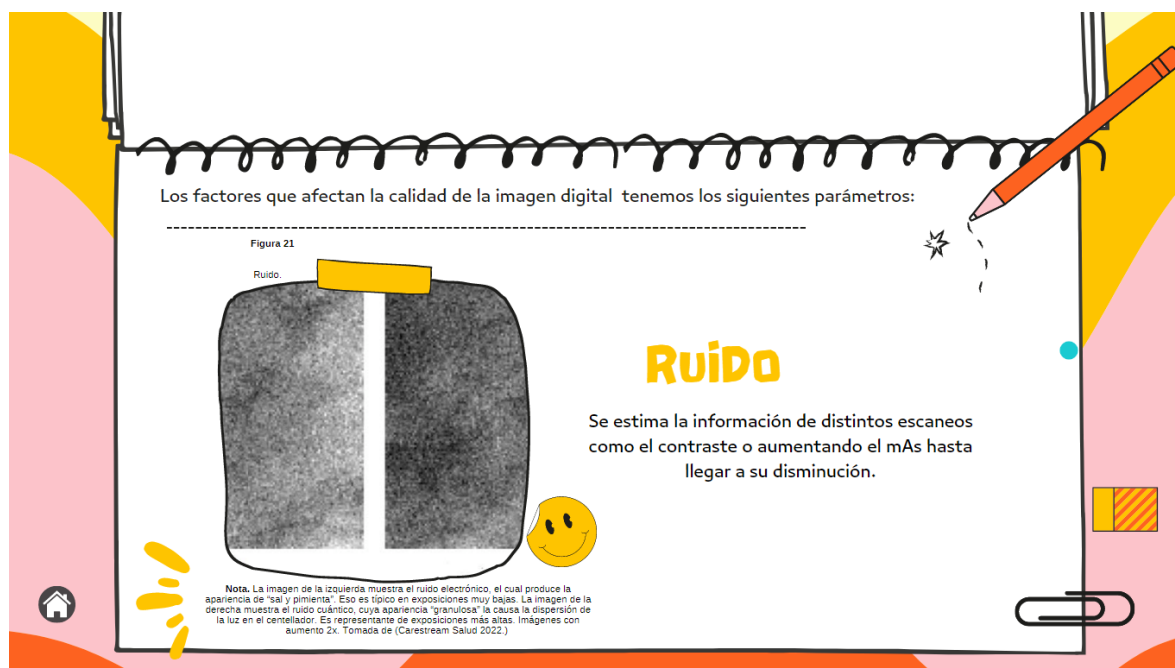 Los factores que afectan la calidad de la imagen digital tenemos los siguientes parámetros:
Figura 21
Ruido.
RUiDO
Se estima la información de distintos escaneos
como el contraste o aumentando el mAs hasta
llegar a su disminución.
Nota. La imagen de la izquierda muestra el ruido electrónico, el cual produce la
apariencia de “sal y pimienta”. Eso es típico en exposiciones muy bajas. La imagen de la
derecha muestra el ruido cuántico, cuya apariencia “granulosa” la causa la dispersión de
la luz en el centellador. Es representante de exposiciones más altas. Imágenes con
aumento 2x. Tomada de (Carestream Salud 2022.)